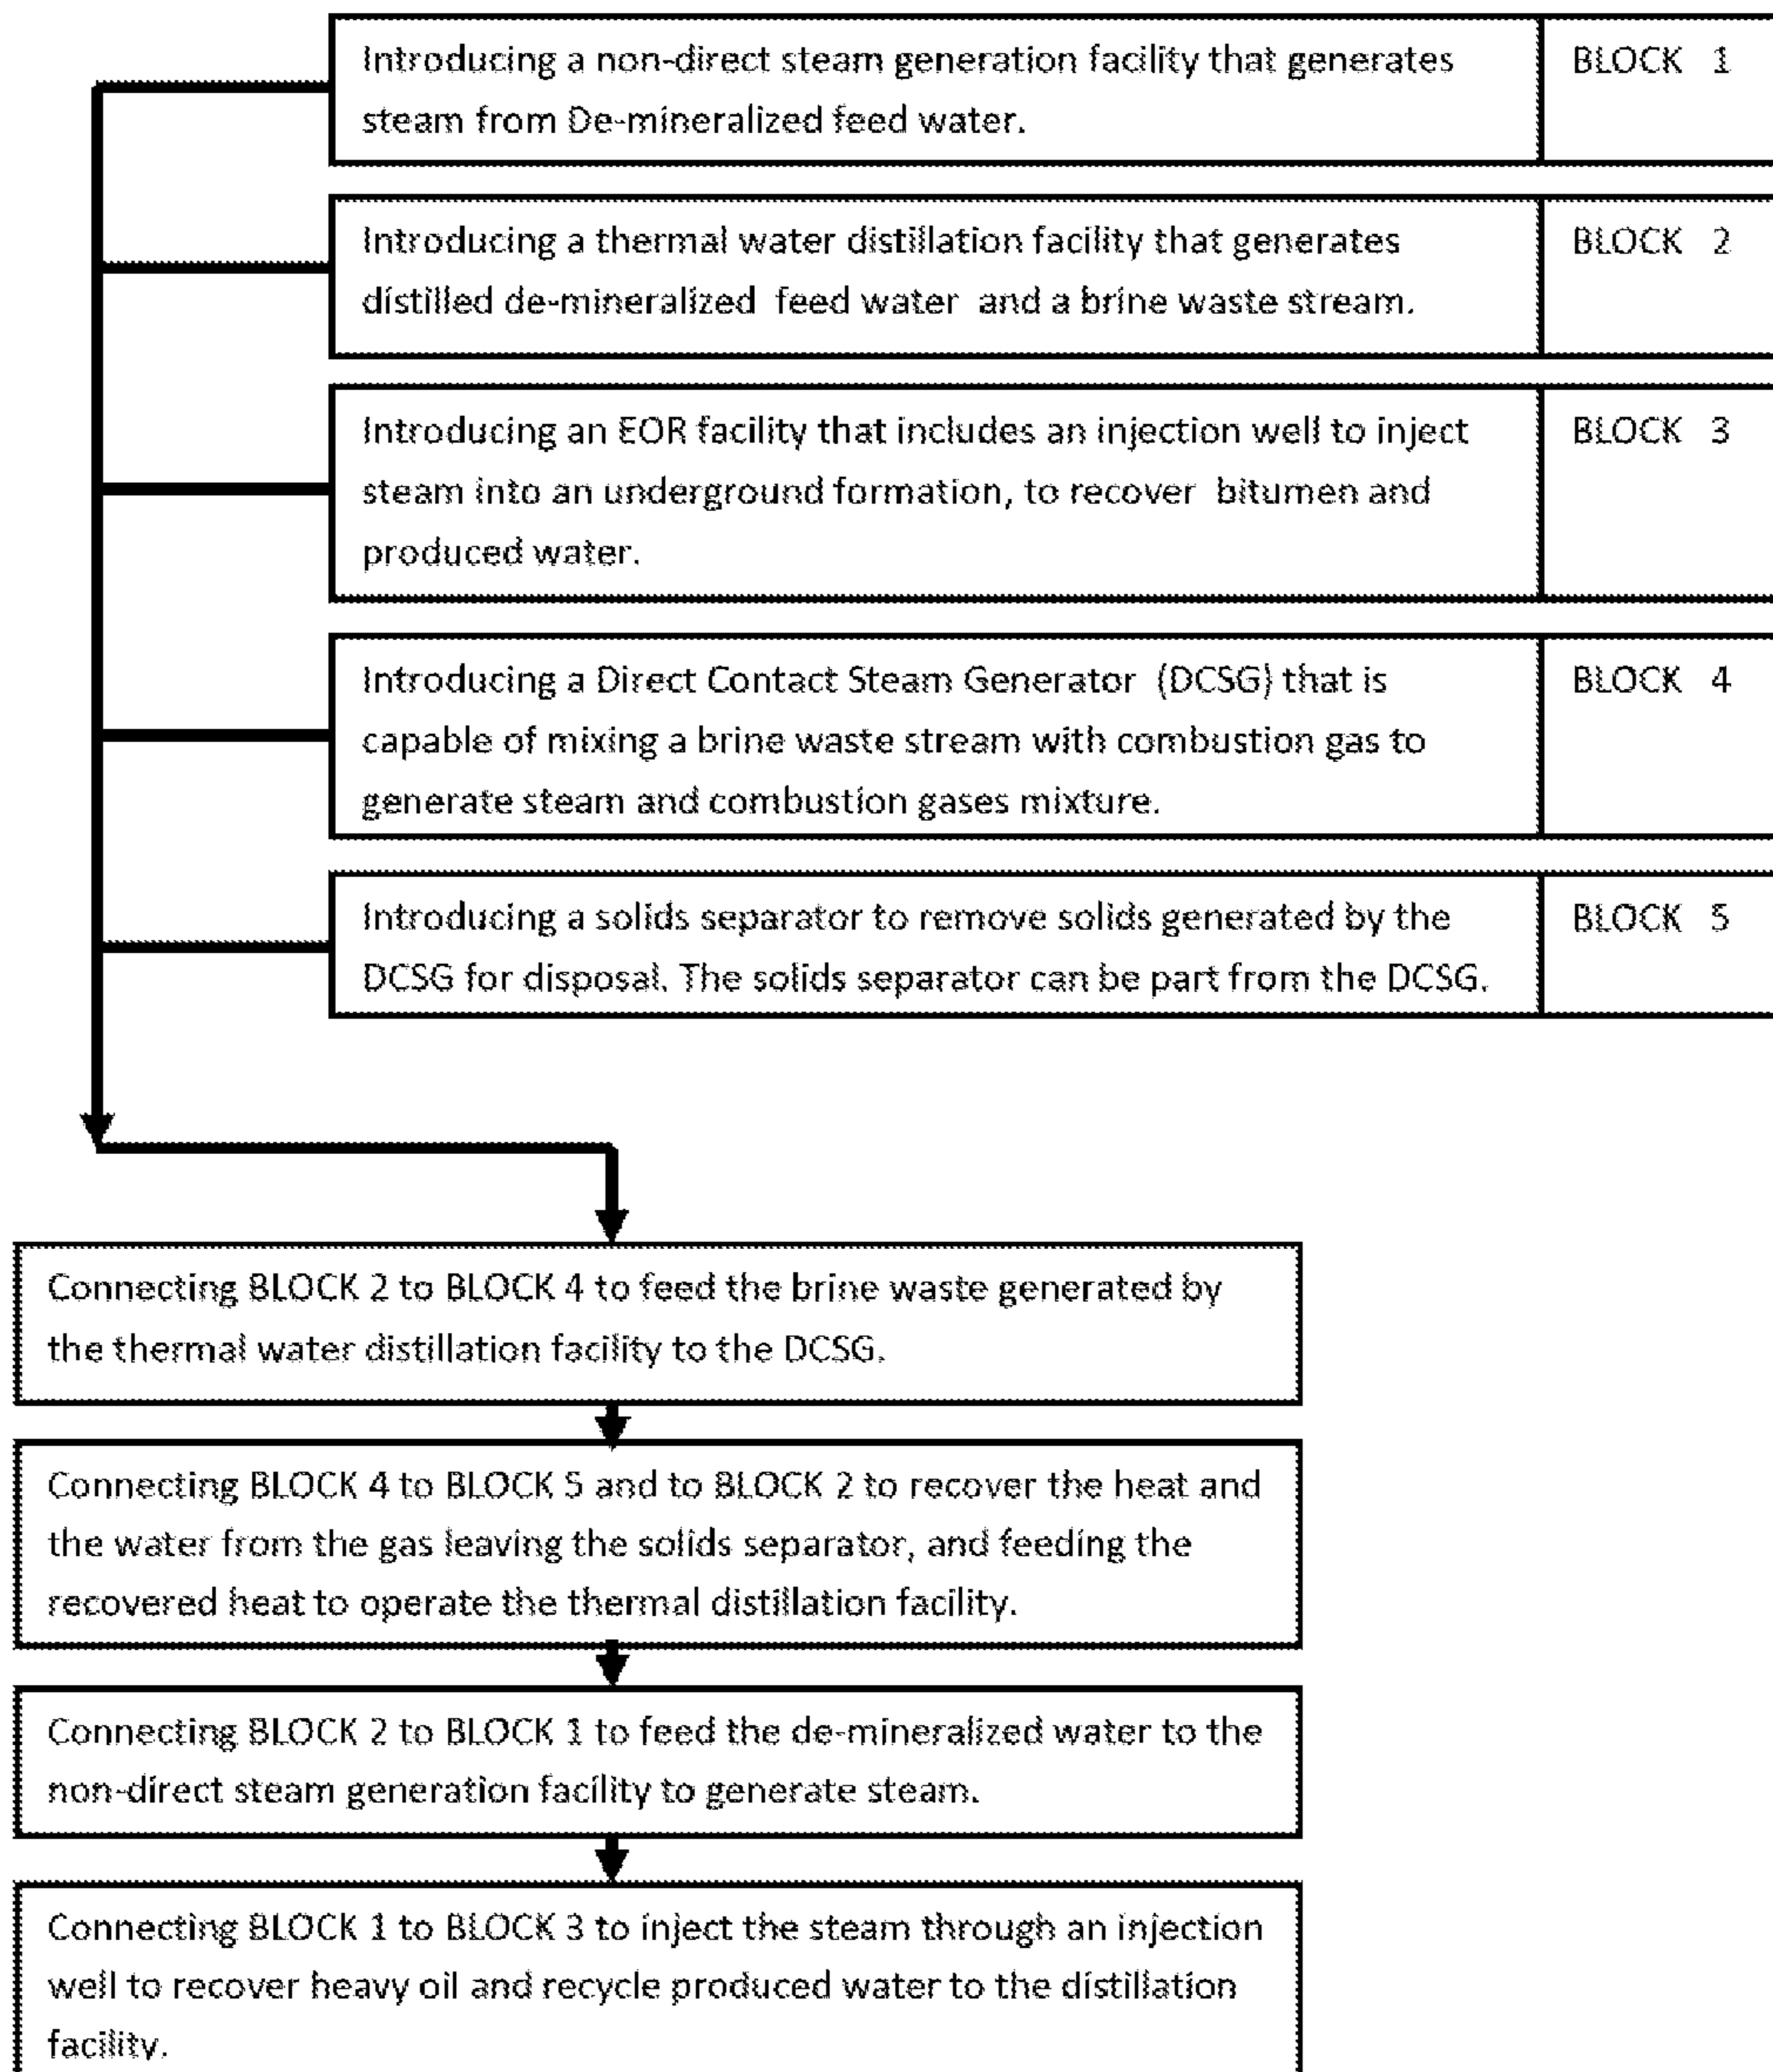 Introducing a non-direct steam generation facility that generates
steam from De-mineralized feed water.
BLOCK 1
Introducing a thermal water distillation facility that generates
distilled de-mineralized feed water and a brine waste stream.
BLOCK 2
Introducing an EOR facility that includes an injection well to inject
steam into an underground formation, to recover bitumen and
produced water.
BLOCK 3
Introducing a Direct Contact Steam Generator (DCSG) that is
capable of mixing a brine waste stream with combustion gas to
generate steam and combustion gases mixture.
BLOCK 4
Introducing a solids separator to remove solids generated by the
DCSG for disposal. The solids separator can be part from the DCSG.
BLOCK 5
Connecting BLOCK 2 to BLOCK 4 to feed the brine waste generated by
the thermal water distillation facility to the DCSG.
Connecting BLOCK 4 to BLOCK 5 and to BLOCK 2 to recover the heat and
the water from the gas leaving the solids separator, and feeding the
recovered heat to operate the thermal distillation facility.
Connecting BLOCK 2 to BLOCK 1 to feed the de-mineralized water to the
non-direct steam generation facility to generate steam.
Connecting BLOCK 1 to BLOCK 3 to inject the steam through an injection
well to recover heavy oil and recycle produced water to the distillation
facility.